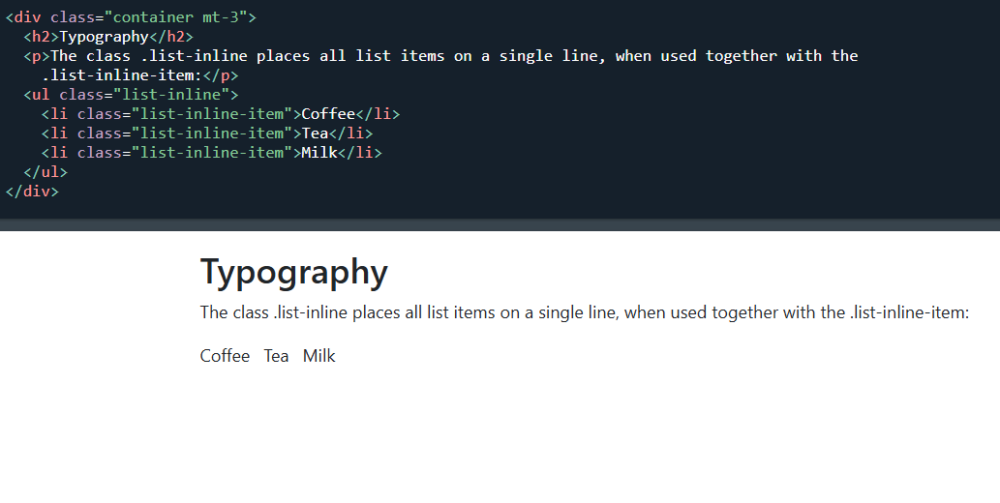 <div class="container mt-3">
  <h2>Typography</h2>
  <p>The class .list-inline places all list items on a single line, when used together with the
    .list-inline-item:</p>
  <ul class="list-inline">
    <li class="list-inline-item">Coffee</li>
    <li class="list-inline-item">Tea</li>
    <li class="list-inline-item">Milk</li>
  </ul>
</div>
Typography
The class .list-inline places all list items on a single line, when used together with the .list-inline-item:
Coffee Tea Milk